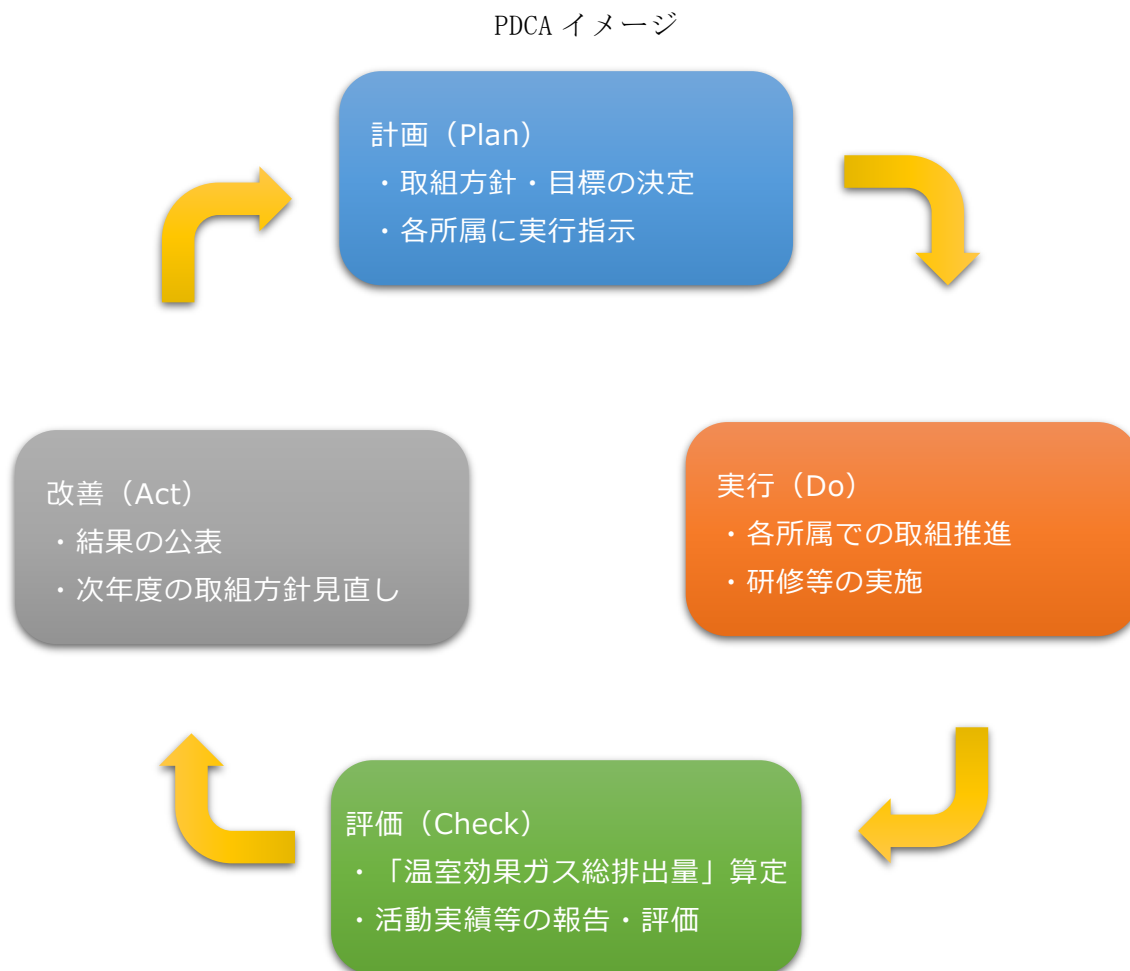 PDCA イメージ
計画（Plan）
・取組方針・目標の決定
・各所属に実行指示
実行（Do）
・各所属での取組推進
・研修等の実施
評価（Check）
・「温室効果ガス総排出量」算定
・活動実績等の報告・評価
改善（Act）
・結果の公表
・次年度の取組方針見直し